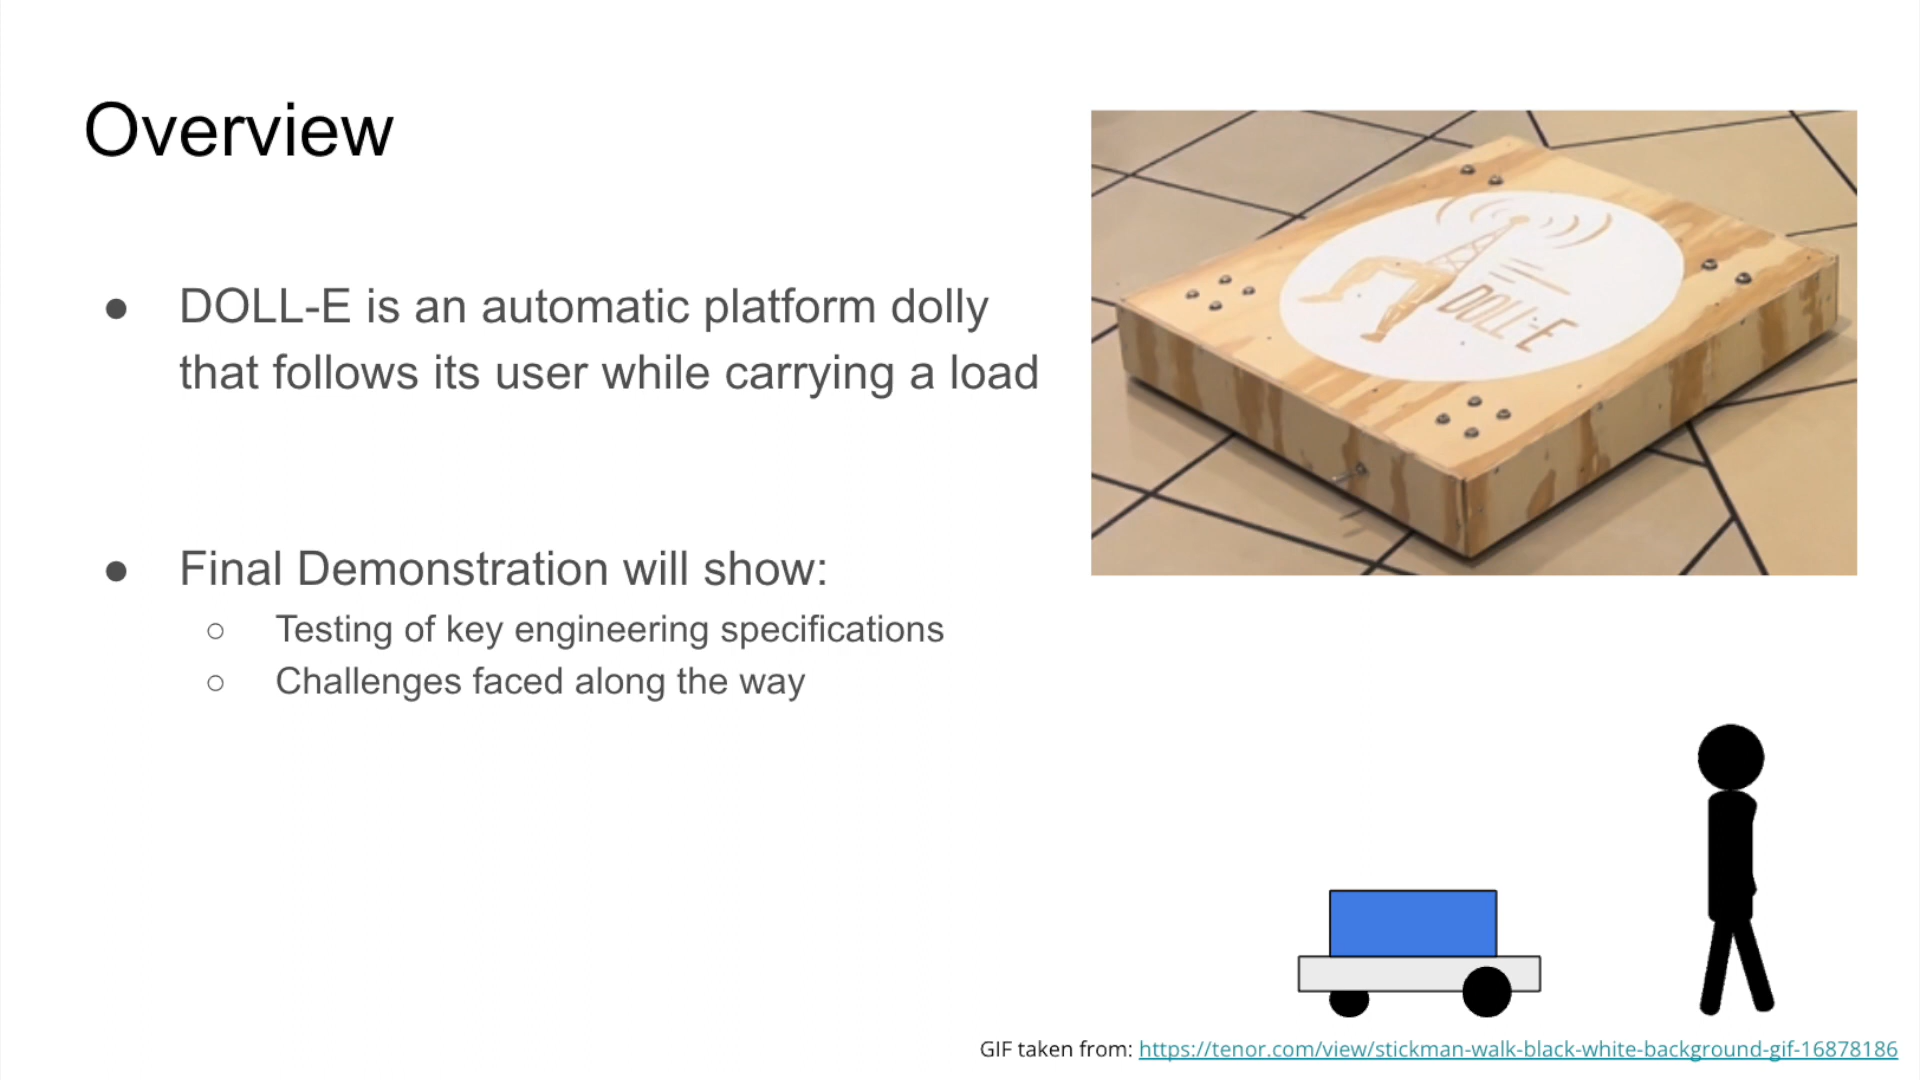 Overview
● DOLL-E is an automatic platform dolly
that follows its user while carrying a load
DOLL-E
● Final Demonstration will show:
○ Testing of key engineering specifications
○ Challenges faced along the way
GIF taken from: https://tenor.com/view/stickman-walk-black-white-background-gif-16878186